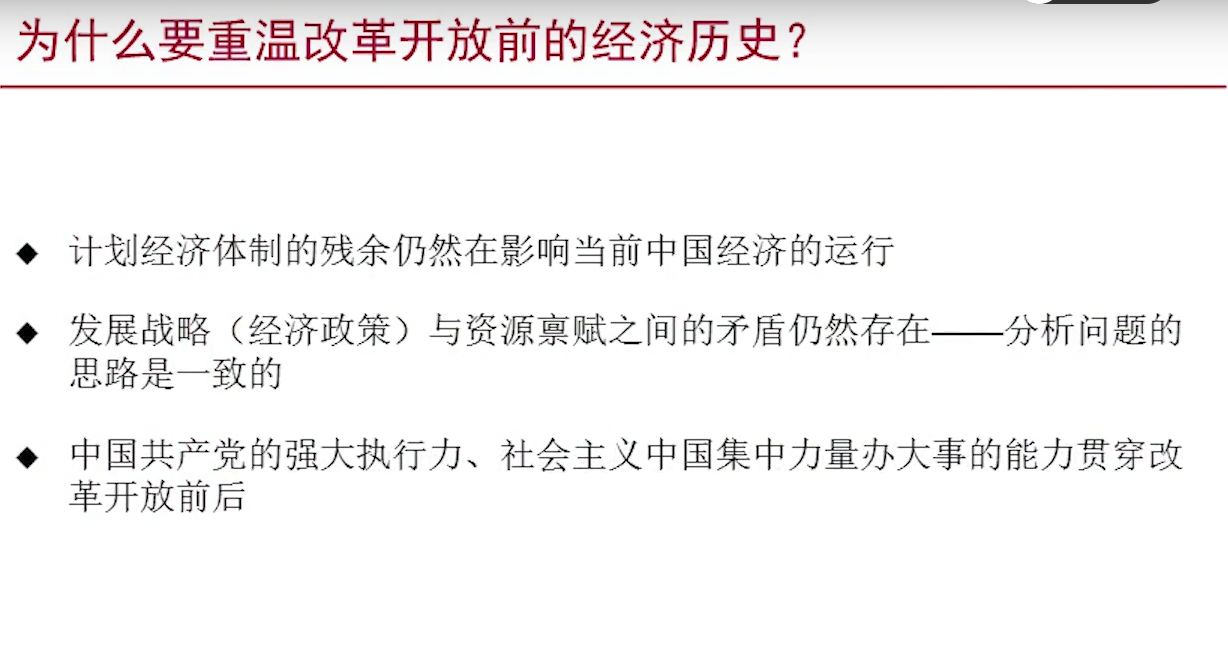 为什么要重温改革开放前的经济历史？
◆ 计划经济体制的残余仍然在影响当前中国经济的运行
◆ 发展战略（经济政策）与资源禀赋之间的矛盾仍然存在——分析问题的
思路是一致的
◆ 中国共产党的强大执行力、社会主义中国集中力量办大事的能力贯穿改
革开放前后